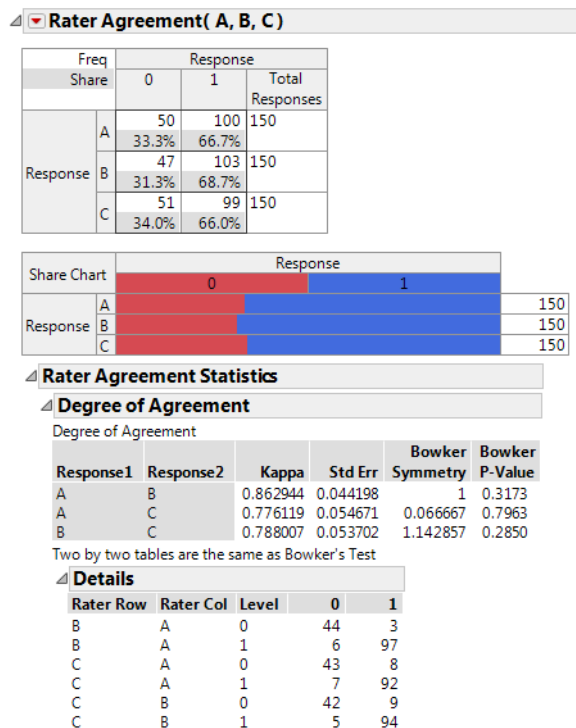 Rater Agreement( A, B, C )
Freq Response
Share 0 1 Total
Responses
A 50 100 150
33.3% 66.7%
Response B 47 103 150
31.3% 68.7%
C 51 99 150
34.0% 66.0%
Share Chart Response
0 1
A 150
Response B 150
C 150
Rater Agreement Statistics
Degree of Agreement
Degree of Agreement
Bowker Bowker
Response1 Response2 Kappa Std Err Symmetry P-Value
A B 0.862944 0.044198 1 0.3173
A C 0.776119 0.054671 0.066667 0.7963
B C 0.788007 0.053702 1.142857 0.2850
Two by two tables are the same as Bowker's Test
Details
Rater Row Rater Col Level 0 1
B A 0 44 3
B A 1 6 97
C A 0 43 8
C A 1 7 92
C B 0 42 9
C B 1 5 94